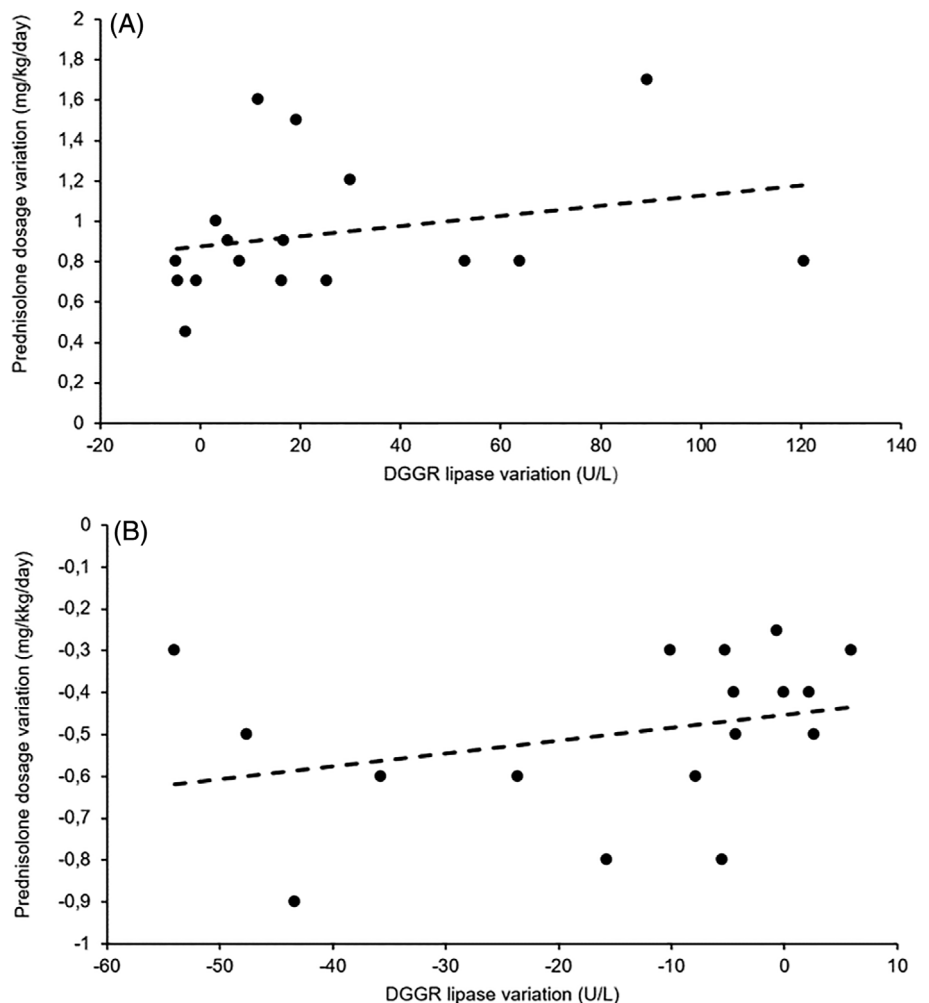 (A)
Prednisolone dosage variation (mg/kg/day)
2
1,8
1,6
1,4
1,2
1
0,8
0,6
0,4
0,2
0
-20 0 20 40 60 80 100 120 140
DGGR lipase variation (U/L)
(B)
Prednisolone dosage variation (mg/kkg/day)
0
-0,1
-0,2
-0,3
-0,4
-0,5
-0,6
-0,7
-0,8
-0,9
-1
-60 -50 -40 -30 -20 -10 0 10
DGGR lipase variation (U/L)